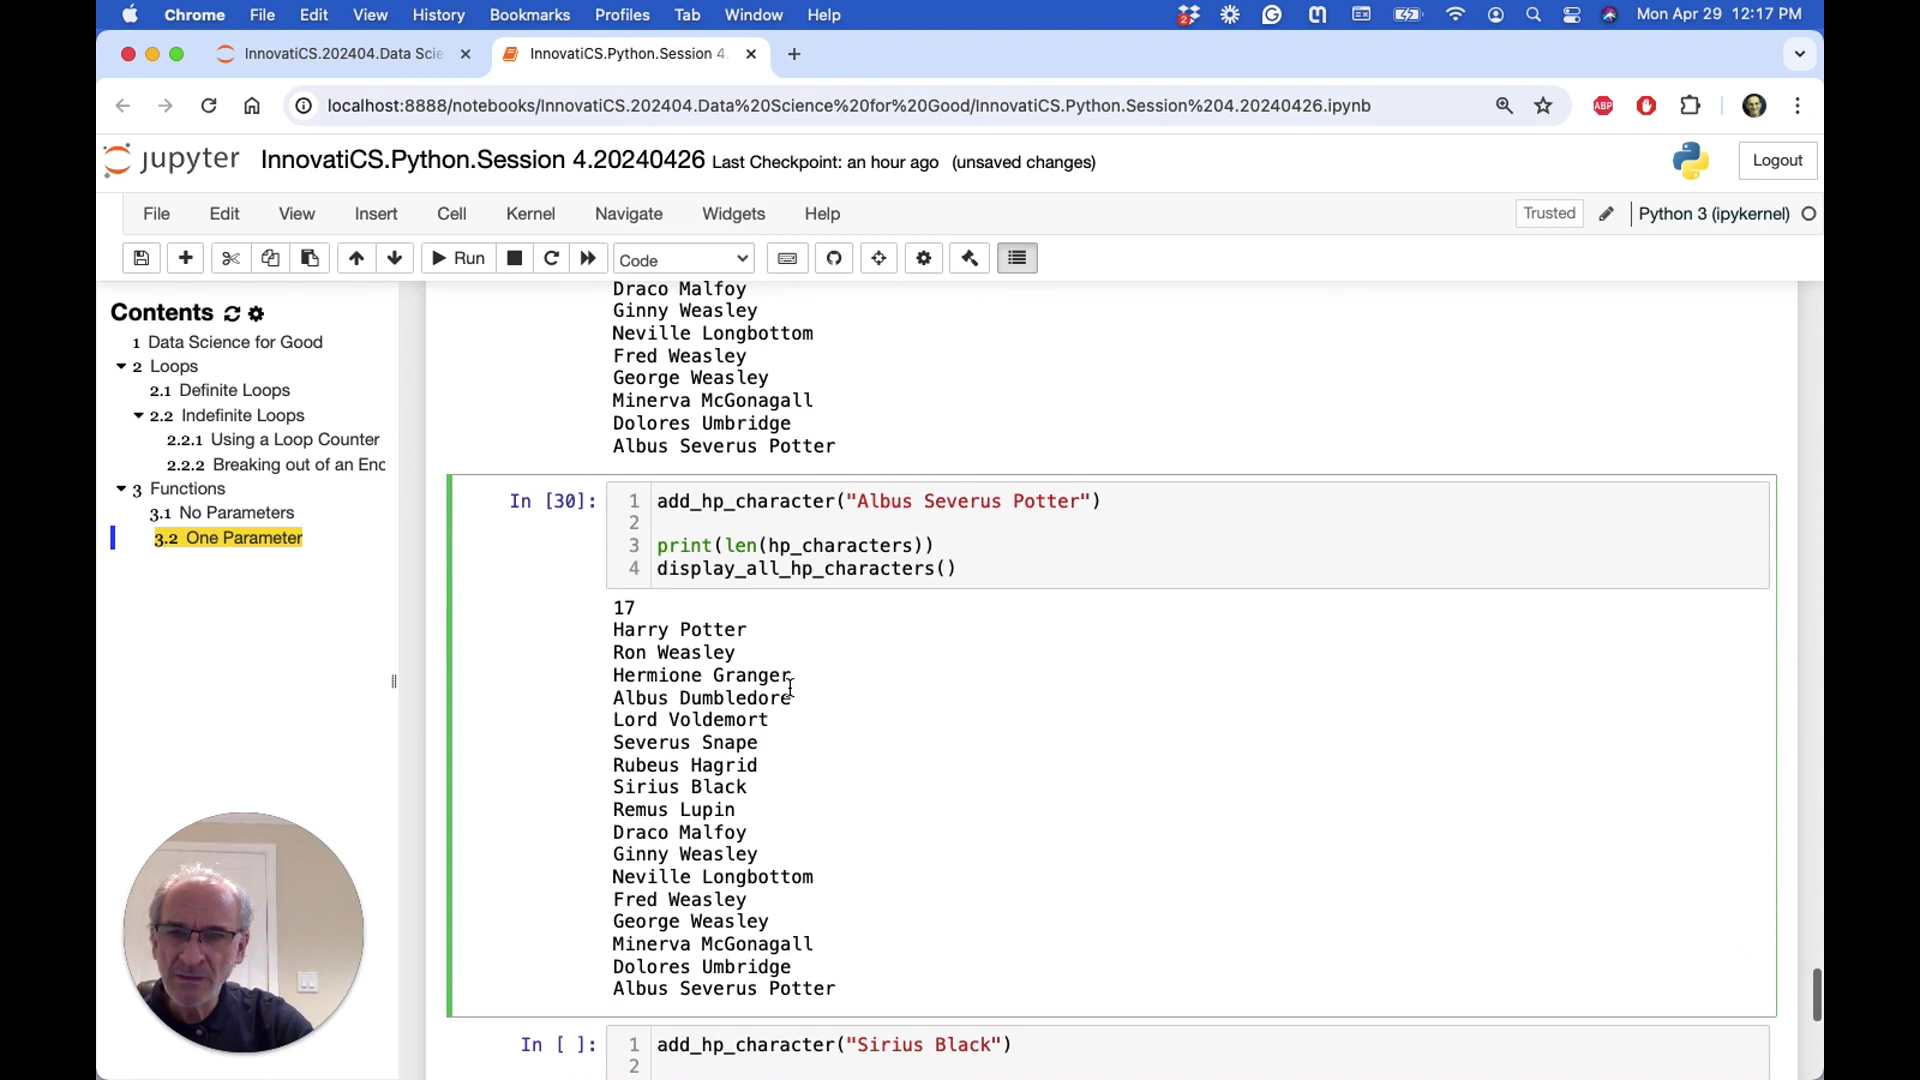 Chrome File Edit View History Bookmarks Profiles Tab Window Help 2 Mon Apr 29 12:17 PM
InnovatiCS.202404.Data Scie InnovatiCS.Python.Session 4.
localhost:8888/notebooks/InnovatiCS.202404.Data%20Science%20for%20Good/InnovatiCS.Python.Session%204.20240426.ipynb ABP
jupyter InnovatiCS.Python.Session 4.20240426 Last Checkpoint: an hour ago (unsaved changes) Logout
File Edit View Insert Cell Kernel Navigate Widgets Help Trusted Python 3 (ipykernel)
Run Code
Contents
1 Data Science for Good
2 Loops
2.1 Definite Loops
2.2 Indefinite Loops
2.2.1 Using a Loop Counter
2.2.2 Breaking out of an Enc
3 Functions
3.1 No Parameters
3.2 One Parameter
Draco Malfoy
Ginny Weasley
Neville Longbottom
Fred Weasley
George Weasley
Minerva McGonagall
Dolores Umbridge
Albus Severus Potter
In [30]: 1 add_hp_character("Albus Severus Potter")
2
3 print(len(hp_characters))
4 display_all_hp_characters()
17
Harry Potter
Ron Weasley
Hermione Granger
Albus Dumbledore
Lord Voldemort
Severus Snape
Rubeus Hagrid
Sirius Black
Remus Lupin
Draco Malfoy
Ginny Weasley
Neville Longbottom
Fred Weasley
George Weasley
Minerva McGonagall
Dolores Umbridge
Albus Severus Potter
In [ ]: 1 add_hp_character("Sirius Black")
2